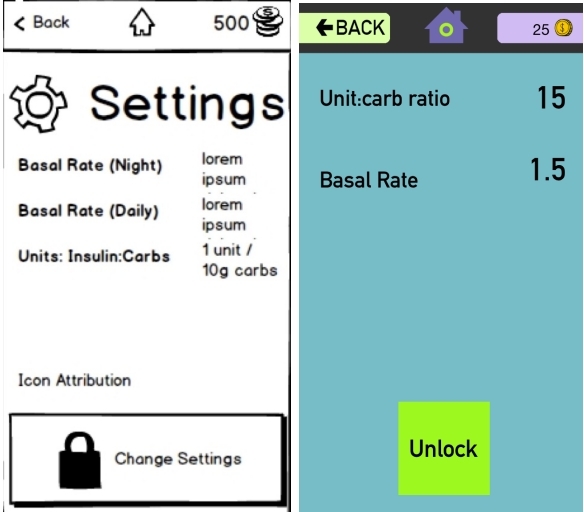 < Back
500
Settings
Basal Rate (Night)
lorem
ipsum
Basal Rate (Daily)
lorem
ipsum
Units: Insulin:Carbs
1 unit /
10g carbs
Icon Attribution
Change Settings
←BACK
25
Unit:carb ratio
15
Basal Rate
1.5
Unlock